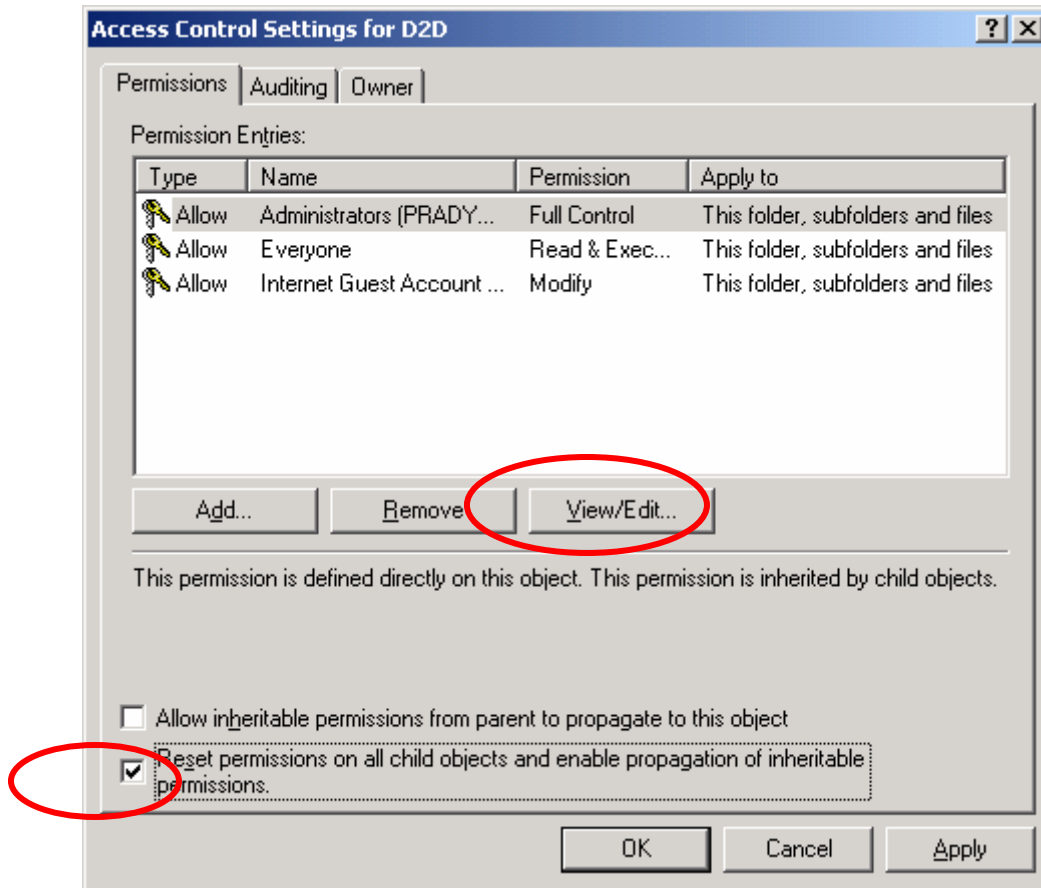 Access Control Settings for D2D
Permissions Auditing Owner
Permission Entries:
Type Name Permission Apply to
Allow Administrators (PRADY... Full Control This folder, subfolders and files
Allow Everyone Read & Exec... This folder, subfolders and files
Allow Internet Guest Account ... Modify This folder, subfolders and files
Add... Remove View/Edit...
This permission is defined directly on this object. This permission is inherited by child objects.
Allow inheritable permissions from parent to propagate to this object
Reset permissions on all child objects and enable propagation of inheritable
permissions.
OK Cancel Apply